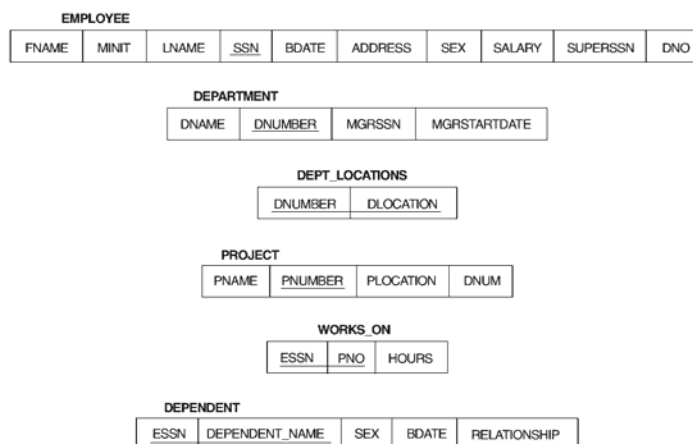 EMPLOYEE
FNAME MINIT LNAME SSN BDATE ADDRESS SEX SALARY SUPERSSN DNO
DEPARTMENT
DNAME DNUMBER MGRSSN MGRSTARTDATE
DEPT_LOCATIONS
DNUMBER DLOCATION
PROJECT
PNAME PNUMBER PLOCATION DNUM
WORKS_ON
ESSN PNO HOURS
DEPENDENT
ESSN DEPENDENT_NAME SEX BDATE RELATIONSHIP